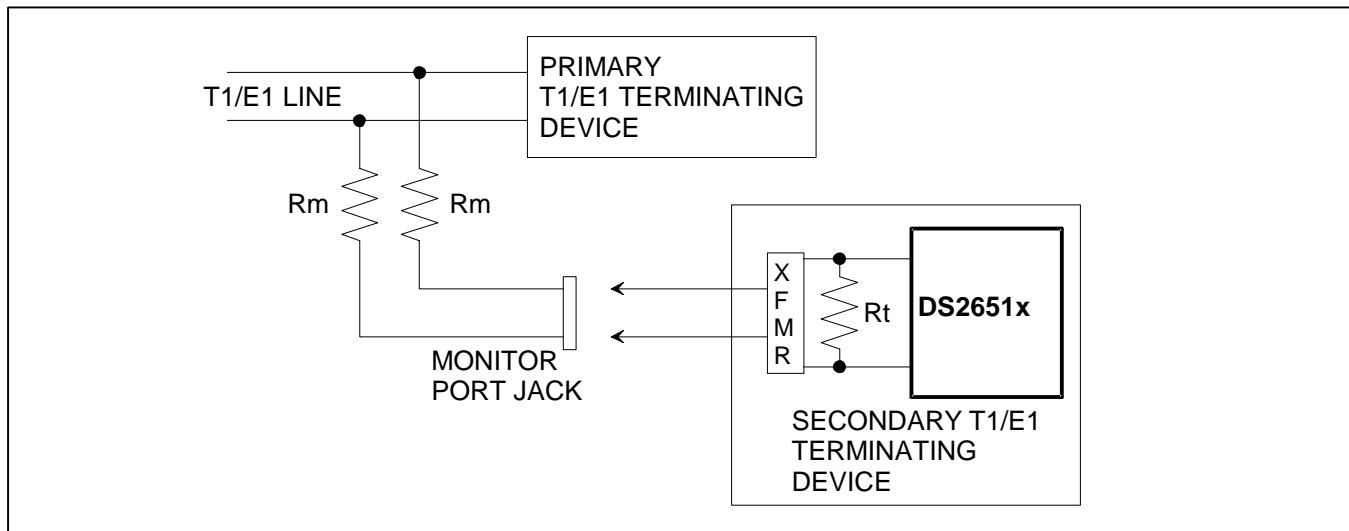 PRIMARY
T1/E1 TERMINATING
DEVICE
T1/E1 LINE
Rm
Rm
MONITOR
PORT JACK
X
F
M
R
Rt
DS2651x
SECONDARY T1/E1
TERMINATING
DEVICE